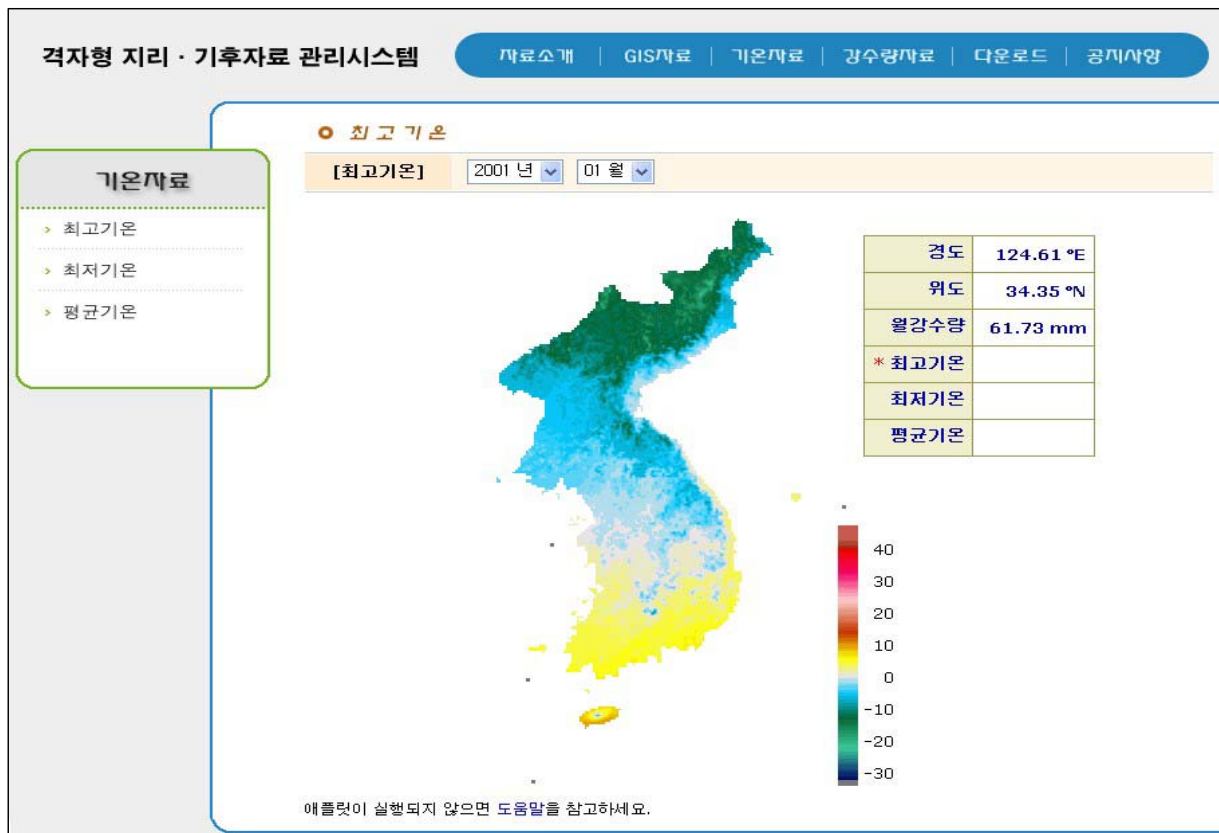 격자형 지리 · 기후자료 관리시스템
자료소개 | GIS자료 | 기온자료 | 강수량자료 | 다운로드 | 공지사항
기온자료
> 최고기온
> 최저기온
> 평균기온
최고기온
[최고기온] 2001 년 01 월
경도 124.61 °E
위도 34.35 °N
월강수량 61.73 mm
* 최고기온
최저기온
평균기온
40
30
20
10
0
-10
-20
-30
애플릿이 실행되지 않으면 도움말을 참고하세요.